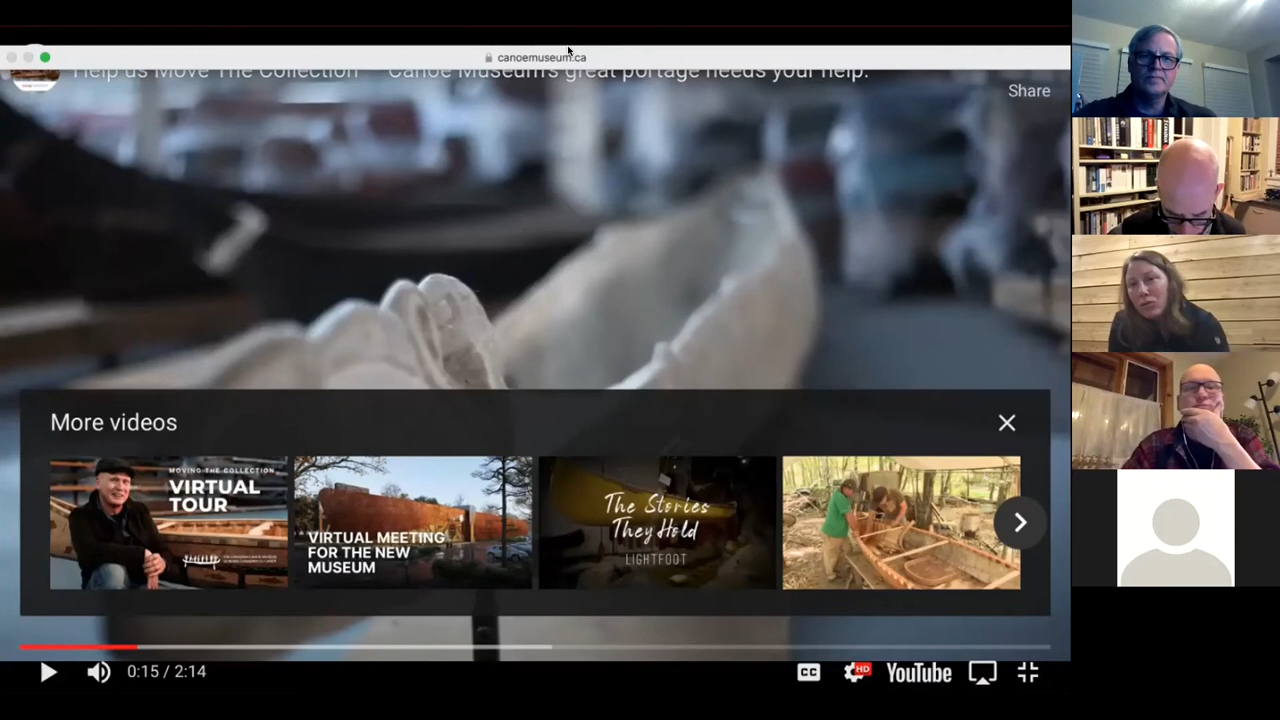 canoemuseum.ca
Help us Move The Collection
Canoe Museum's great portage needs your help.
Share
More videos
MOVING THE COLLECTION
VIRTUAL
TOUR
VIRTUAL MEETING
FOR THE NEW
MUSEUM
The Stories
They Hold
LIGHTFOOT
0:15 / 2:14
CC
HD
YouTube